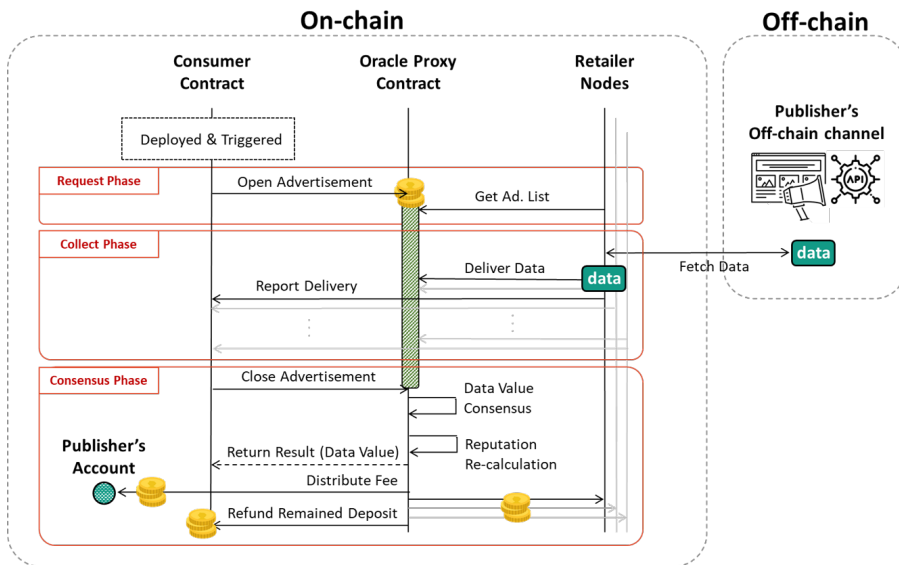 On-chain
Off-chain
Consumer
Contract
Oracle Proxy
Contract
Retailer
Nodes
Publisher's
Off-chain channel
API
Deployed & Triggered
Request Phase
Open Advertisement
Get Ad. List
Collect Phase
data
Fetch Data
Deliver Data
data
Report Delivery
Consensus Phase
Close Advertisement
Data Value
Consensus
Reputation
Re-calculation
Publisher's
Account
Return Result (Data Value)
Distribute Fee
Refund Remained Deposit